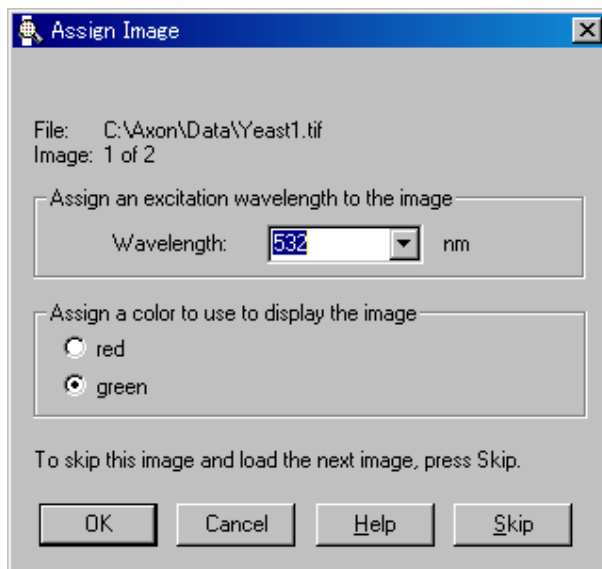 Assign Image
File: C:\Axon\Data\Yeast1.tif
Image: 1 of 2
Assign an excitation wavelength to the image
Wavelength: 532 nm
Assign a color to use to display the image
red
green
To skip this image and load the next image, press Skip.
OK Cancel Help Skip